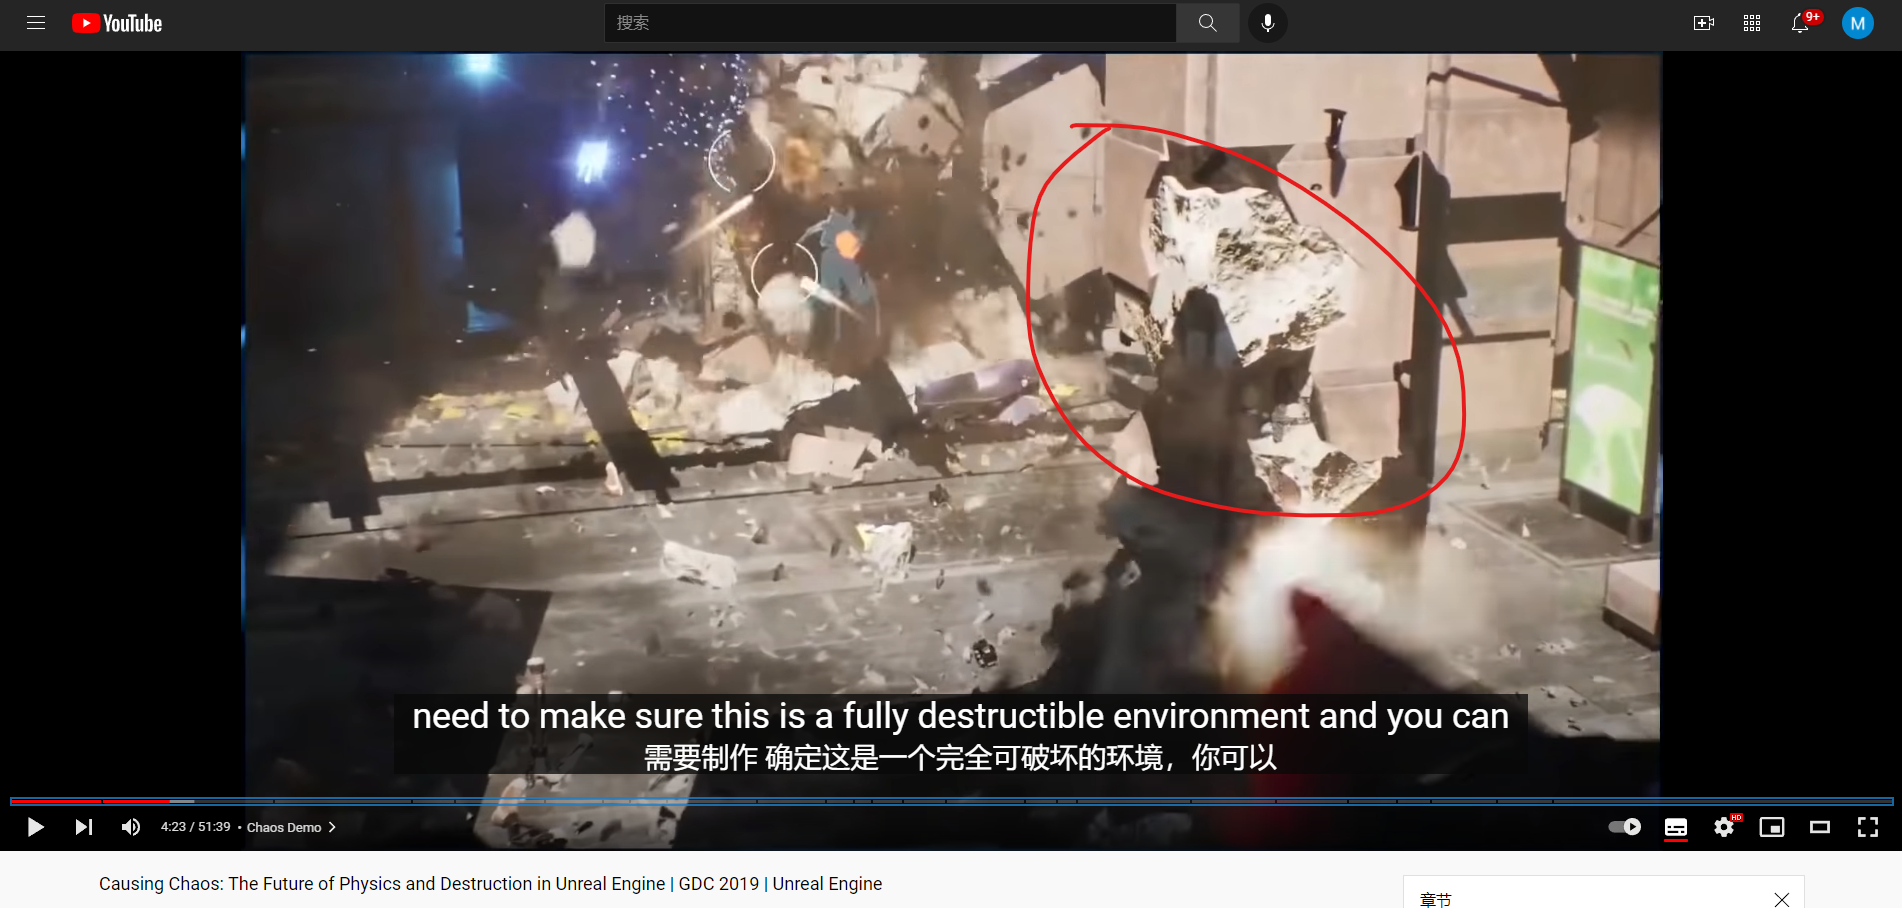 YouTube
搜索
9+
M
need to make sure this is a fully destructible environment and you can
需要制作 确定这是一个完全可破坏的环境，你可以
4:23 / 51:39 • Chaos Demo
HD
Causing Chaos: The Future of Physics and Destruction in Unreal Engine | GDC 2019 | Unreal Engine
章节